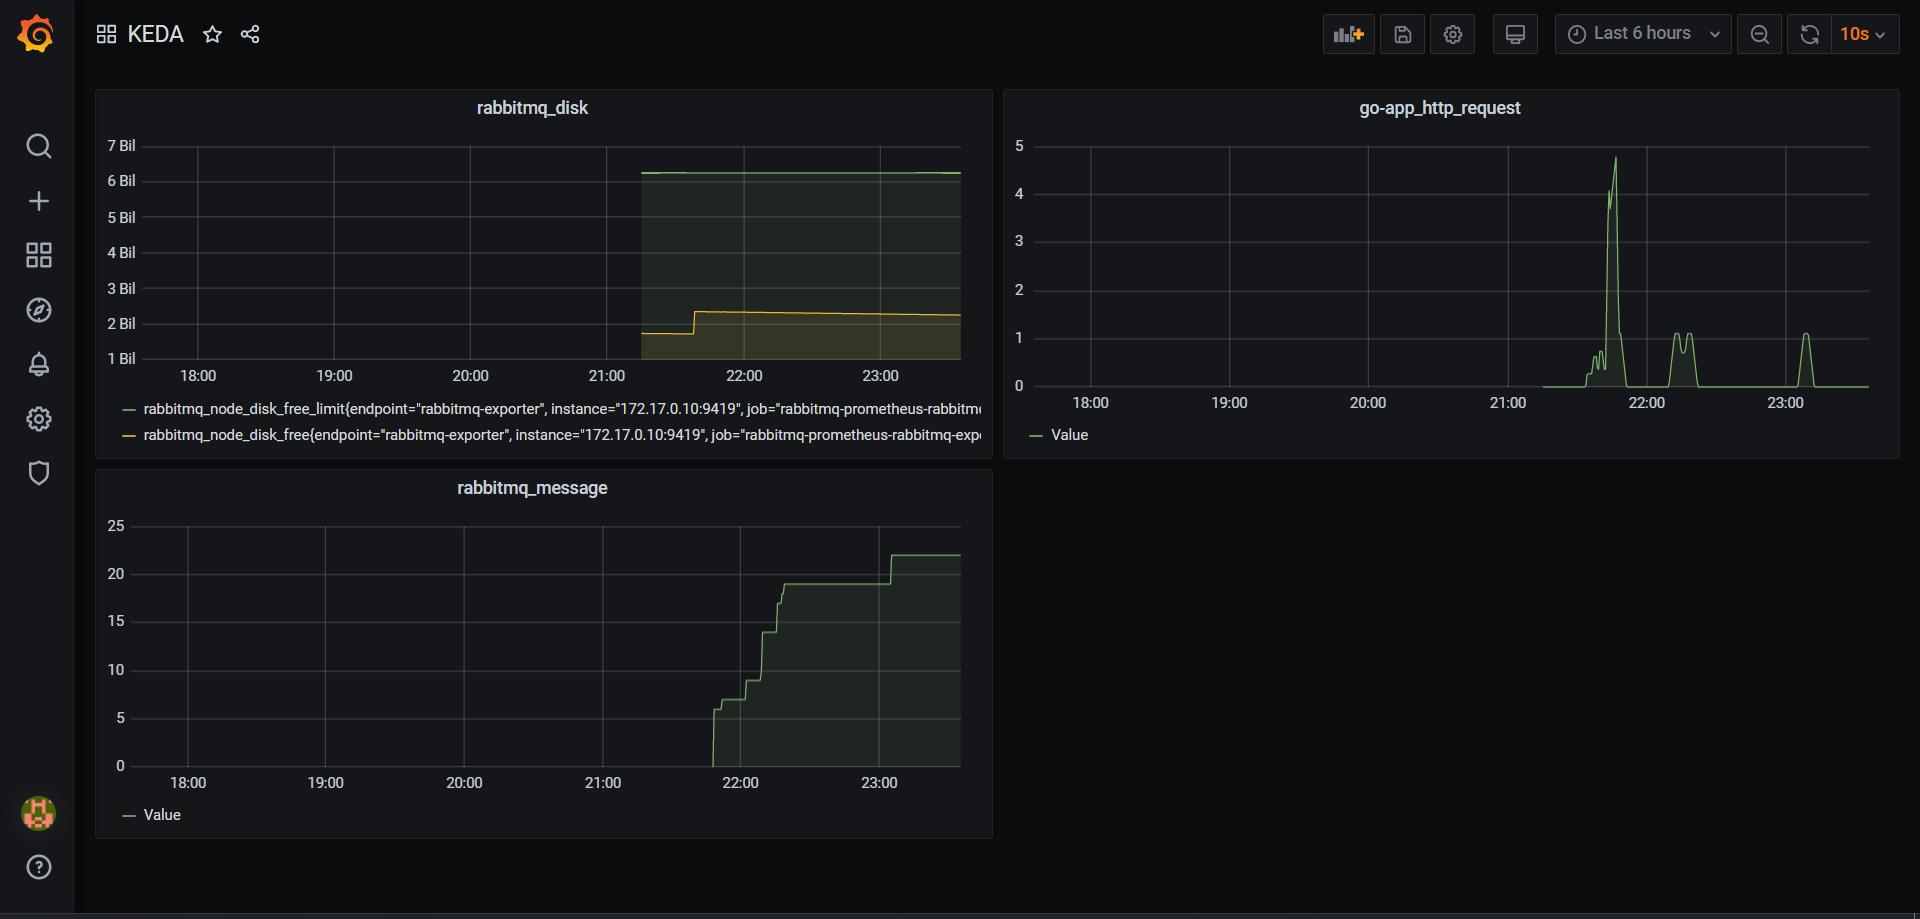 KEDA
Last 6 hours
10s
rabbitmq_disk
7 Bil
6 Bil
5 Bil
4 Bil
3 Bil
2 Bil
1 Bil
18:00 19:00 20:00 21:00 22:00 23:00
rabbitmq_node_disk_free_limit{endpoint="rabbitmq-exporter", instance="172.17.0.10:9419", job="rabbitmq-prometheus-rabbitm
rabbitmq_node_disk_free{endpoint="rabbitmq-exporter", instance="172.17.0.10:9419", job="rabbitmq-prometheus-rabbitmq-expo
go-app_http_request
5
4
3
2
1
0
18:00 19:00 20:00 21:00 22:00 23:00
Value
rabbitmq_message
25
20
15
10
5
0
18:00 19:00 20:00 21:00 22:00 23:00
Value